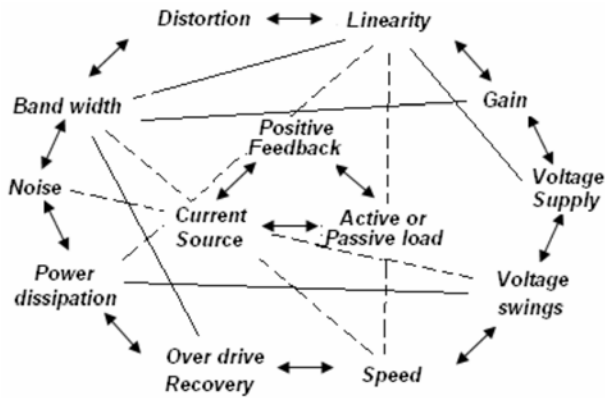 Distortion
Linearity
Band width
Gain
Positive
Feedback
Noise
Voltage
Supply
Current
Source
Active or
Passive load
Power
dissipation
Voltage
swings
Over drive
Recovery
Speed